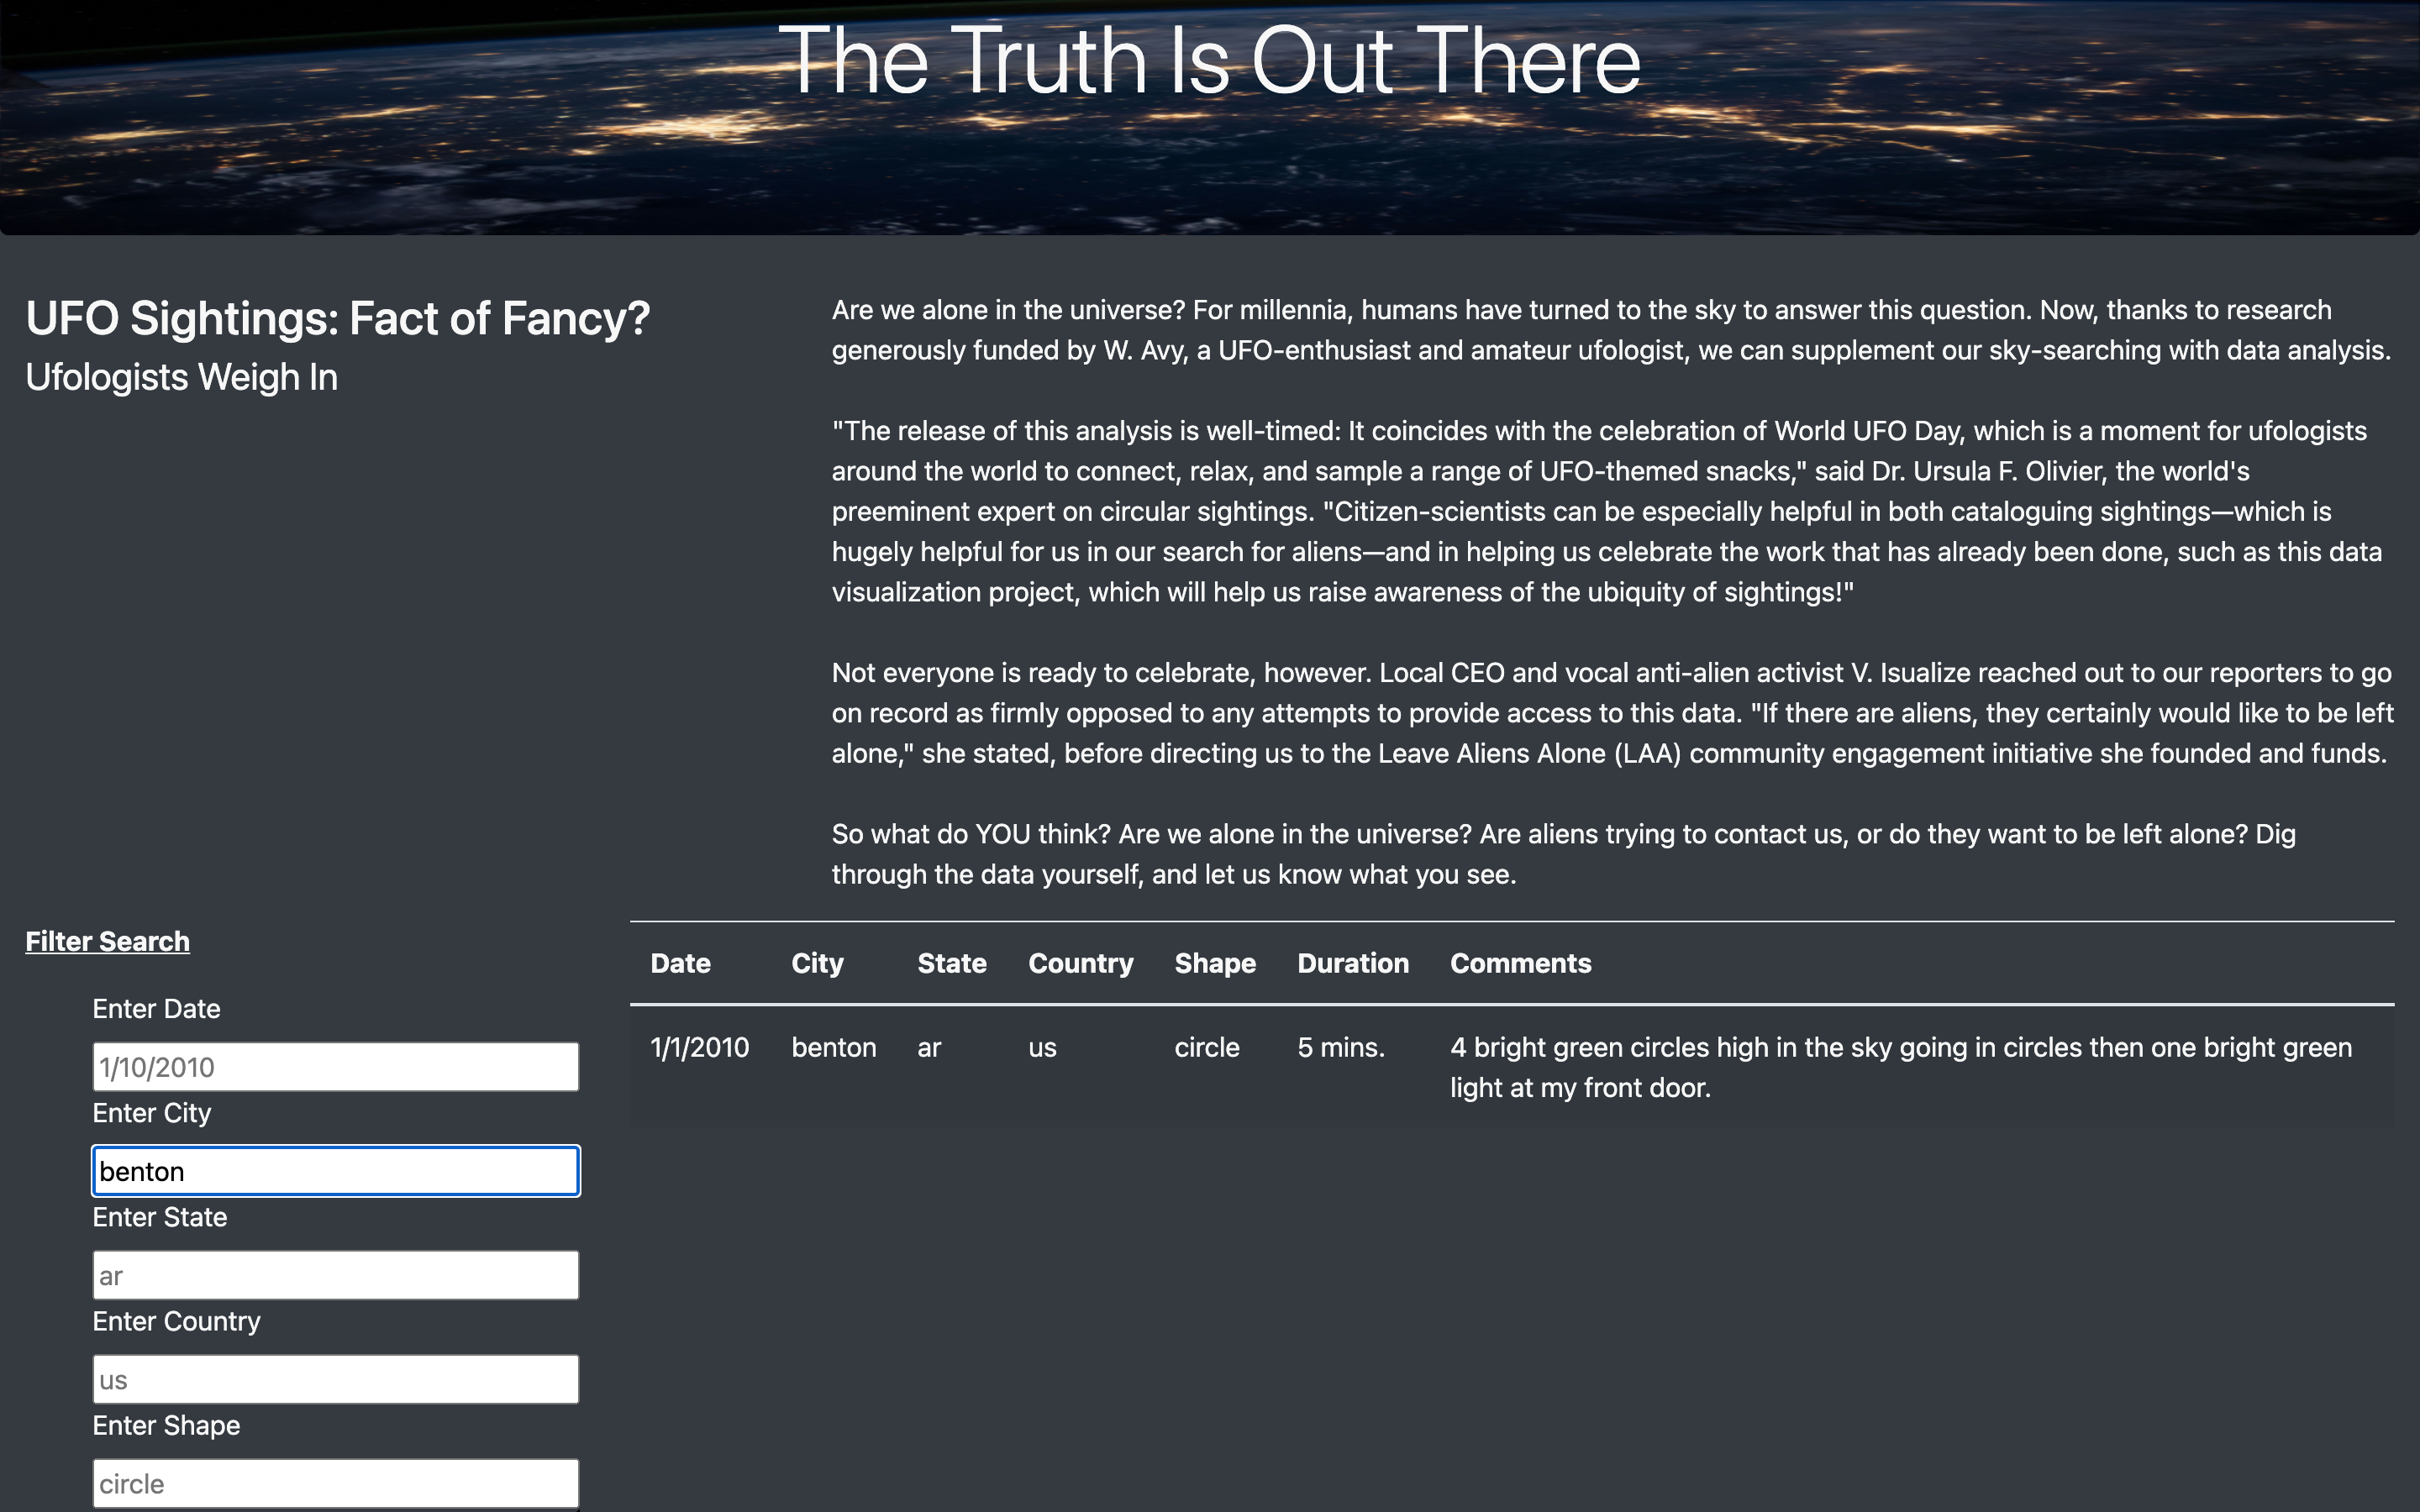 The Truth Is Out There
UFO Sightings: Fact of Fancy?
Ufologists Weigh In
Are we alone in the universe? For millennia, humans have turned to the sky to answer this question. Now, thanks to research
generously funded by W. Avy, a UFO-enthusiast and amateur ufologist, we can supplement our sky-searching with data analysis.
"The release of this analysis is well-timed: It coincides with the celebration of World UFO Day, which is a moment for ufologists
around the world to connect, relax, and sample a range of UFO-themed snacks," said Dr. Ursula F. Olivier, the world's
preeminent expert on circular sightings. "Citizen-scientists can be especially helpful in both cataloguing sightings—which is
hugely helpful for us in our search for aliens—and in helping us celebrate the work that has already been done, such as this data
visualization project, which will help us raise awareness of the ubiquity of sightings!"
Not everyone is ready to celebrate, however. Local CEO and vocal anti-alien activist V. Isualize reached out to our reporters to go
on record as firmly opposed to any attempts to provide access to this data. "If there are aliens, they certainly would like to be left
alone," she stated, before directing us to the Leave Aliens Alone (LAA) community engagement initiative she founded and funds.
So what do YOU think? Are we alone in the universe? Are aliens trying to contact us, or do they want to be left alone? Dig
through the data yourself, and let us know what you see.
Filter Search
Enter Date
1/10/2010
Enter City
benton
Enter State
ar
Enter Country
us
Enter Shape
circle
Date City State Country Shape Duration Comments
1/1/2010 benton ar us circle 5 mins. 4 bright green circles high in the sky going in circles then one bright green
light at my front door.